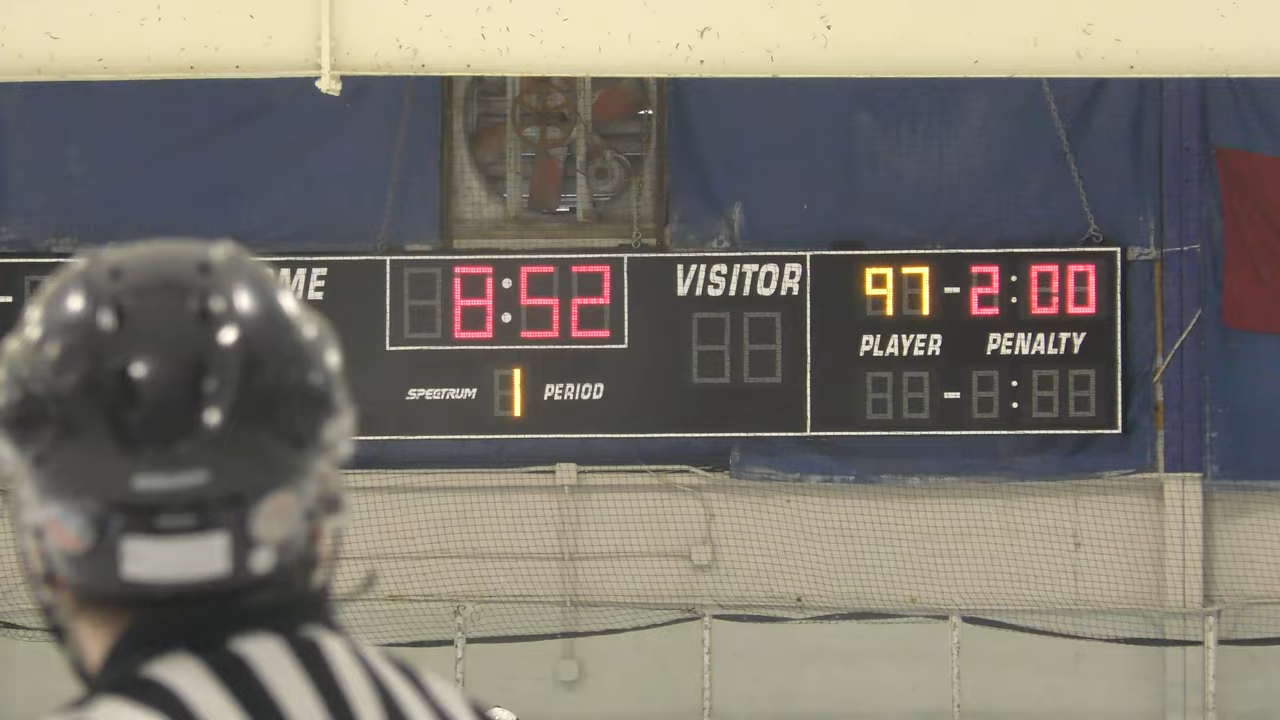 ME
8:52
VISITOR
97-2:00
PLAYER PENALTY
SPECTRUM 1 PERIOD